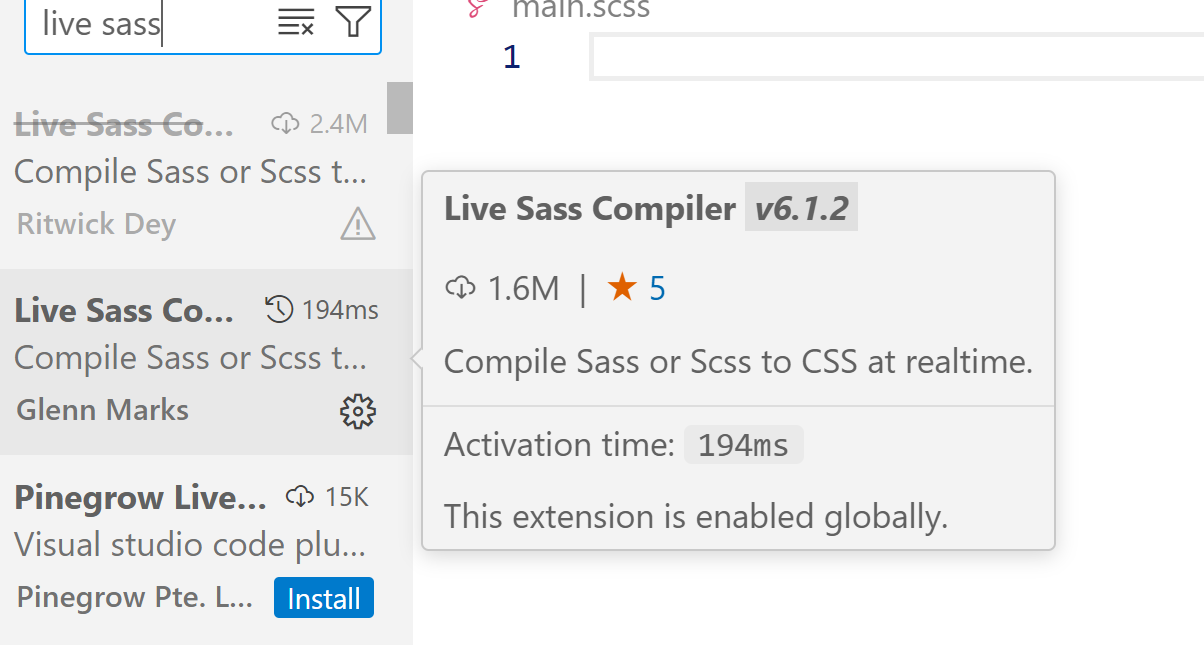 live sass
main.scss
1
Live Sass Co... 2.4M
Compile Sass or Scss t...
Ritwick Dey
Live Sass Co... 194ms
Compile Sass or Scss t...
Glenn Marks
Pinegrow Live... 15K
Visual studio code plu...
Pinegrow Pte. L... Install
Live Sass Compiler v6.1.2
1.6M | ★ 5
Compile Sass or Scss to CSS at realtime.
Activation time: 194ms
This extension is enabled globally.